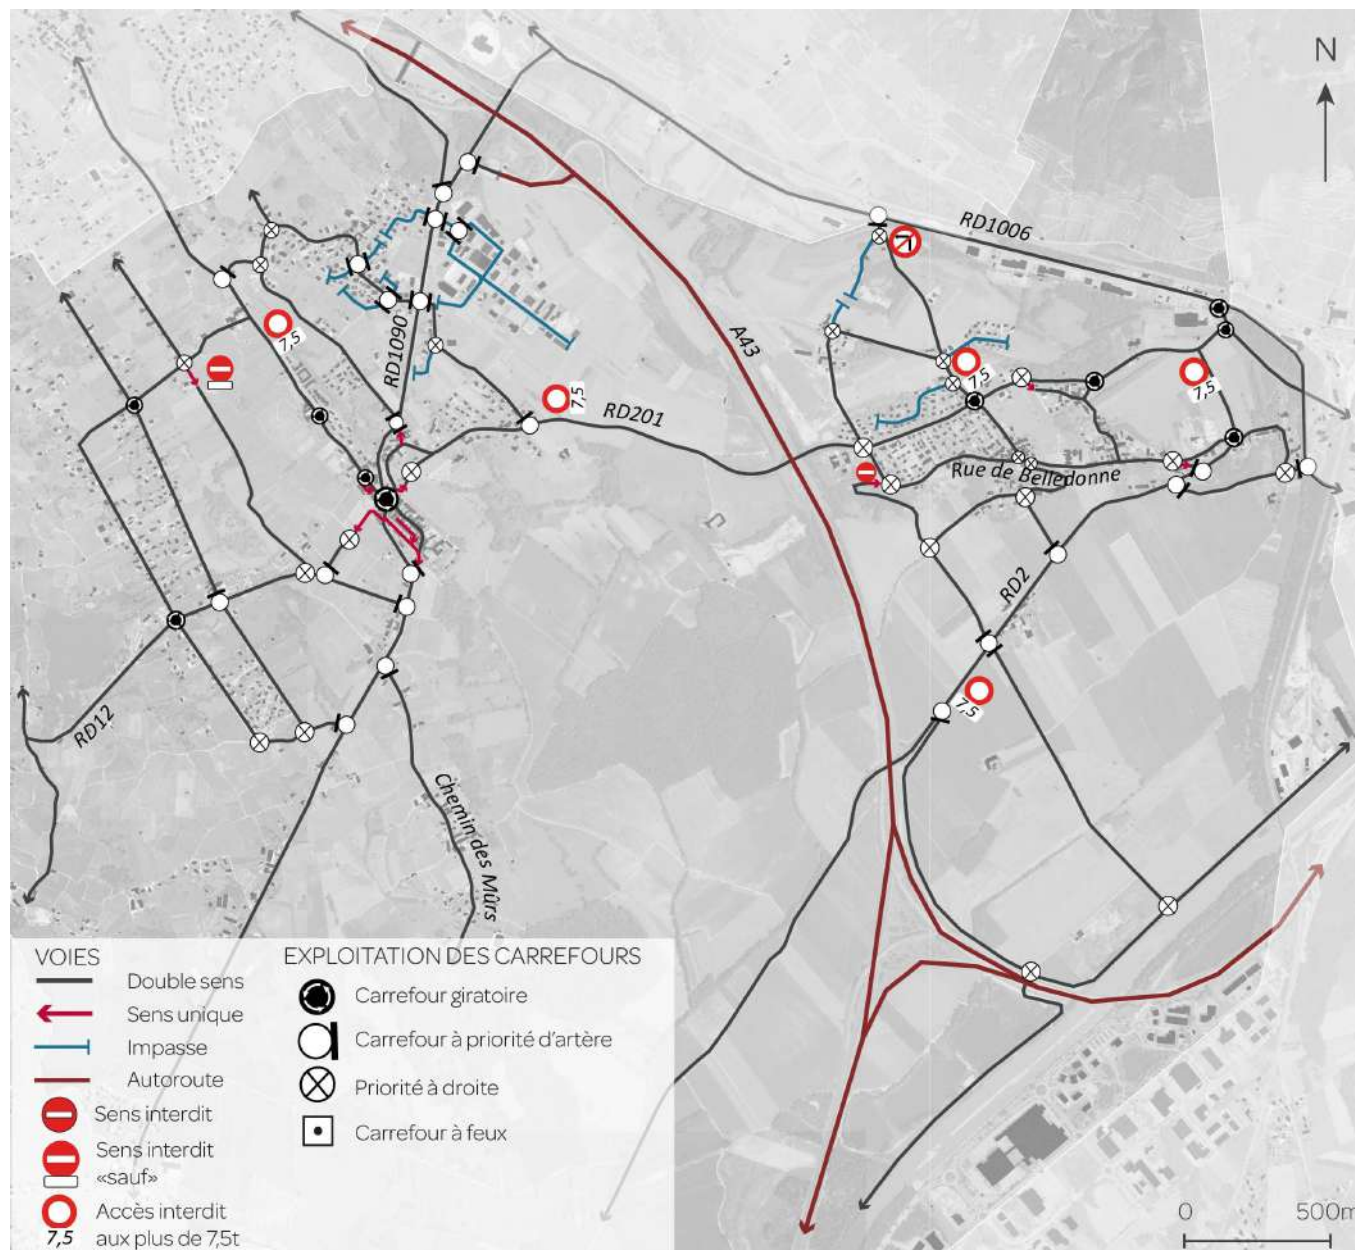 N
RD1006
RD1090
A43
7,5
7,5
7,5
7,5
RD201
Rue de Belledonne
RD2
7,5
RD12
Chemin des Mûrs
VOIES
Double sens
Sens unique
Impasse
Autoroute
Sens interdit
Sens interdit
«sauf»
Accès interdit
7,5 aux plus de 7,5t
EXPLOITATION DES CARREFOURS
Carrefour giratoire
Carrefour à priorité d'artère
Priorité à droite
Carrefour à feux
0 500m